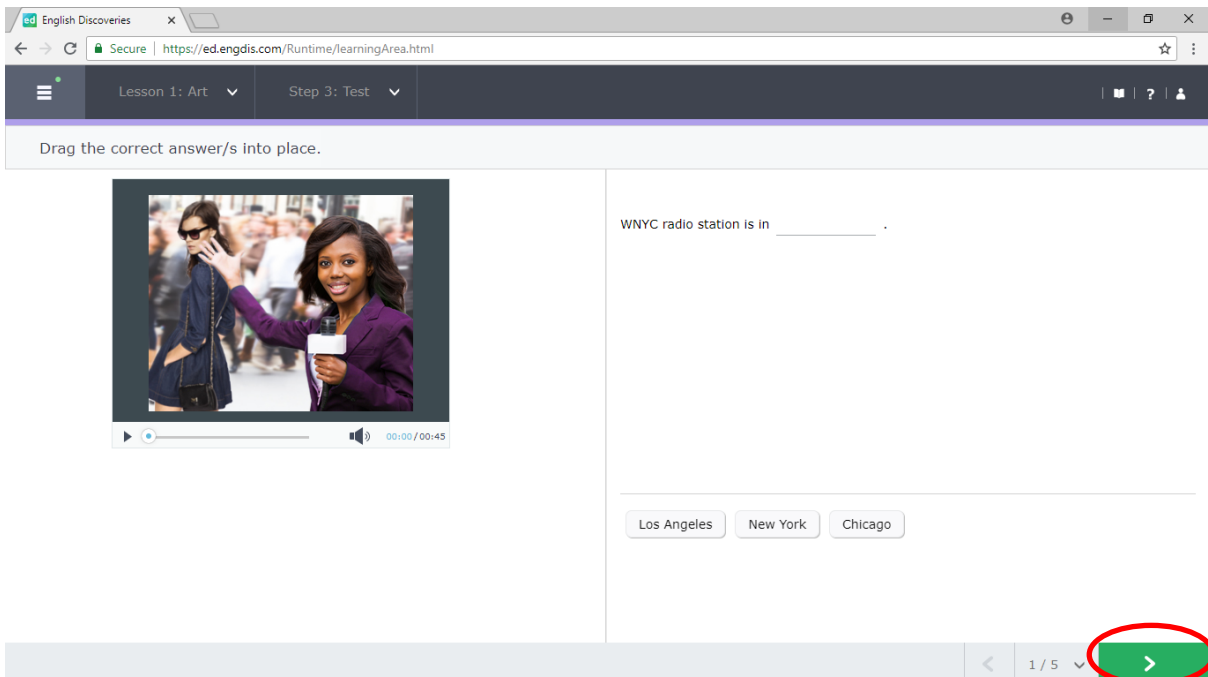 ed English Discoveries
Secure | https://ed.engdis.com/Runtime/learningArea.html
Lesson 1: Art Step 3: Test ?
Drag the correct answer/s into place.
WNYC radio station is in ____________ .
00:00/00:45
Los Angeles New York Chicago
1 / 5